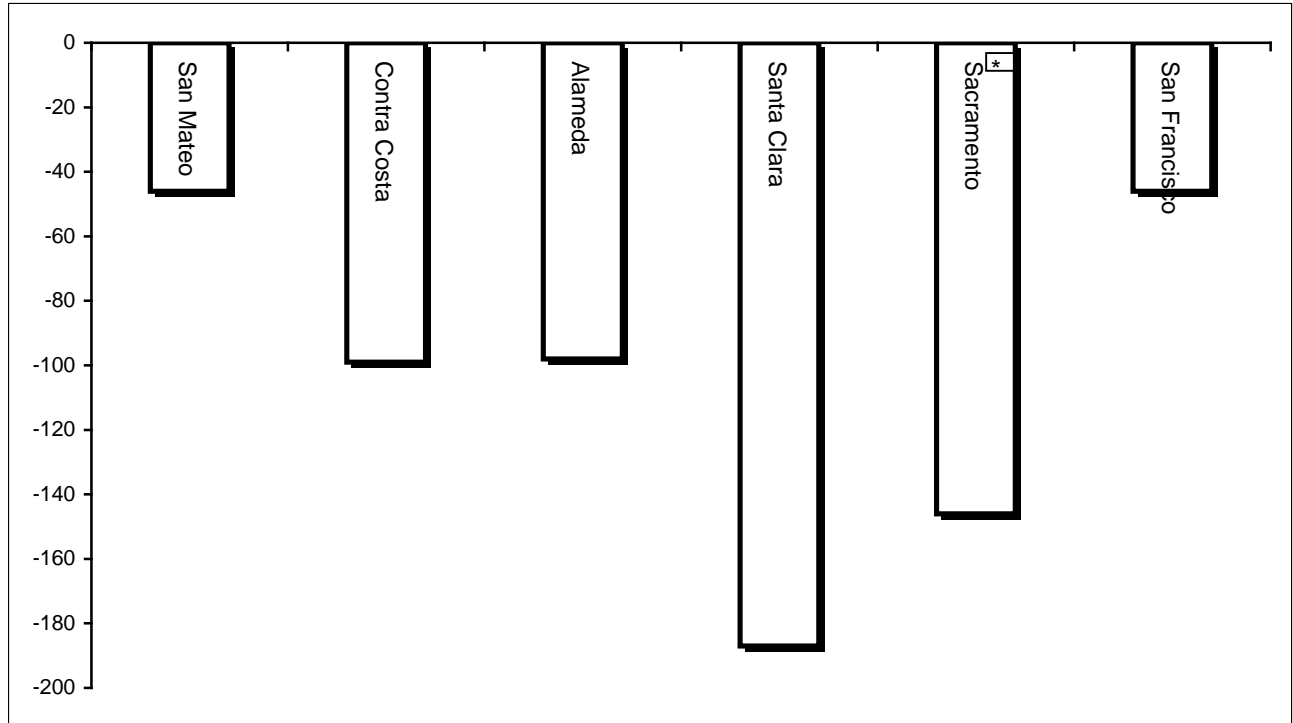 0
-20
-40
-60
-80
-100
-120
-140
-160
-180
-200
San Mateo
Contra Costa
Alameda
Santa Clara
Sacramento
*
San Francisco